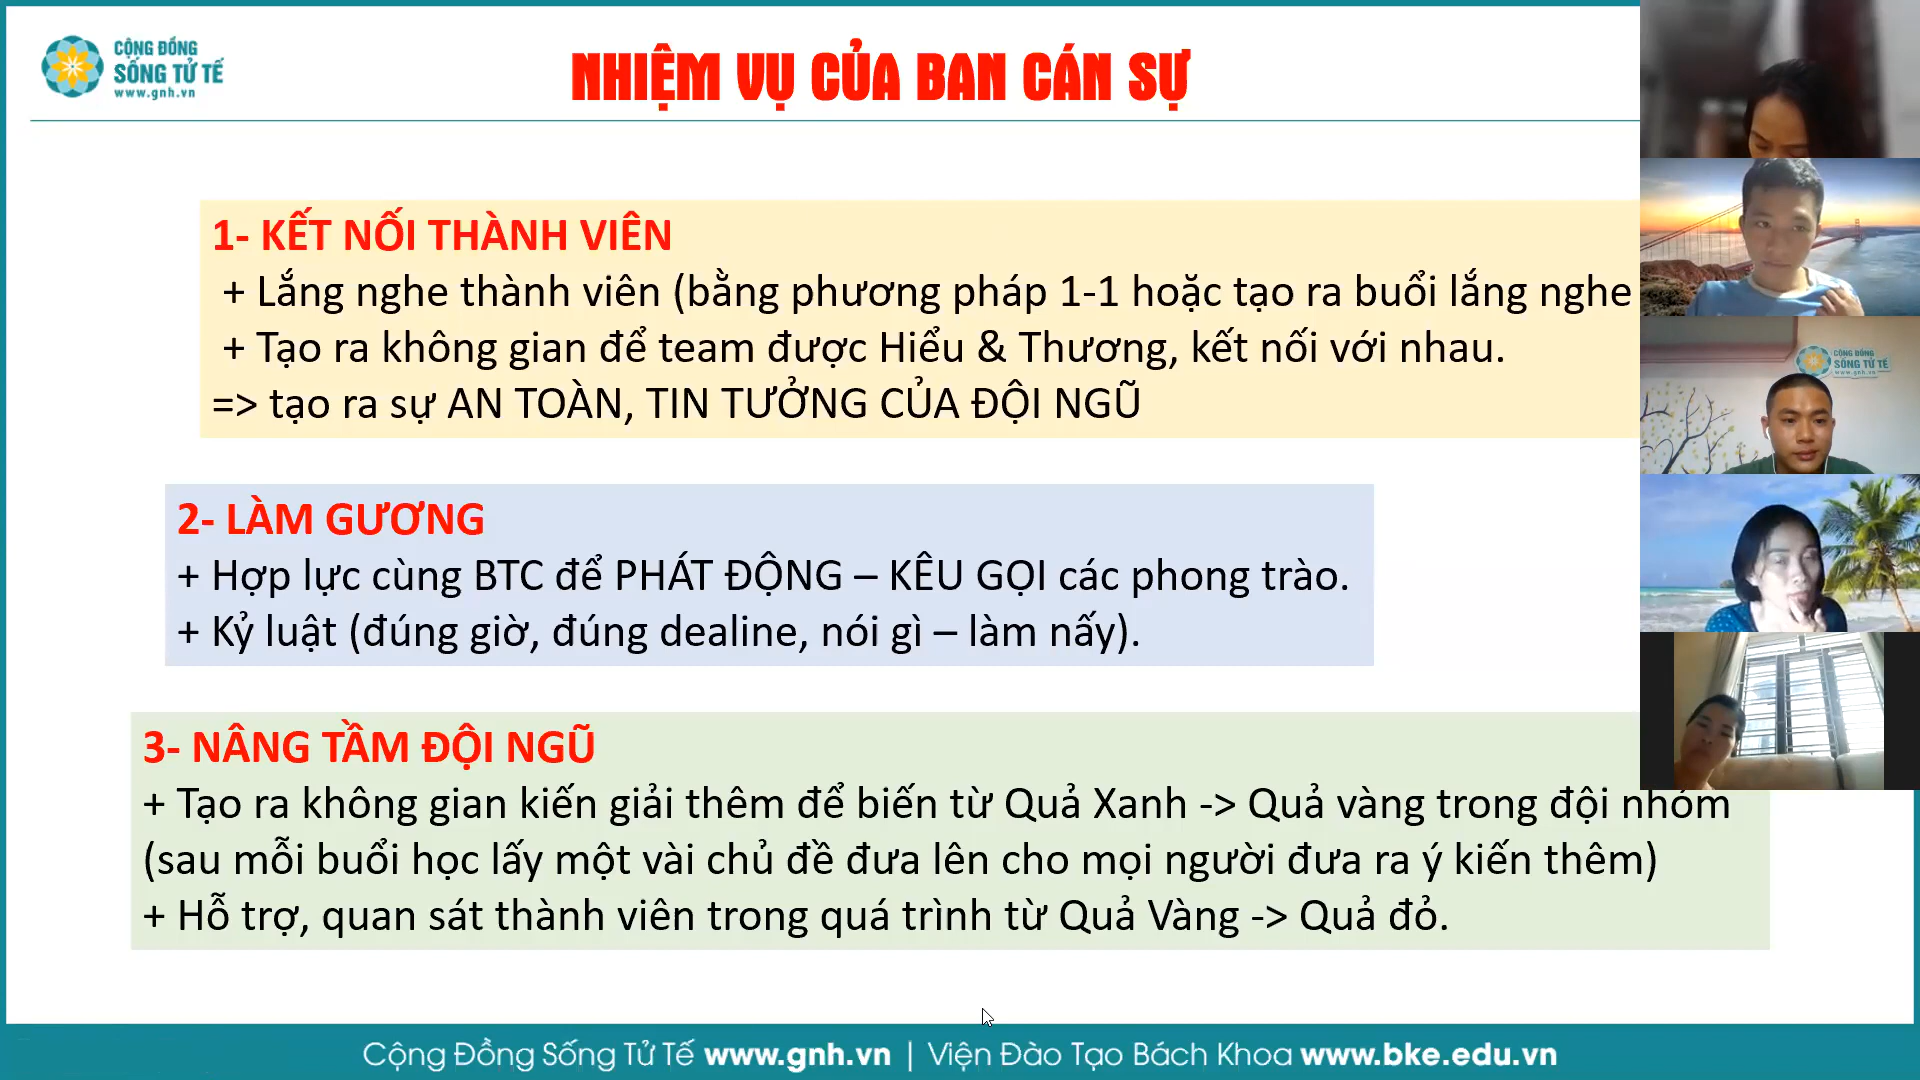 CỘNG ĐỒNG
SỐNG TỬ TẾ
www.gnh.vn
NHIỆM VỤ CỦA BAN CÁN SỰ
1- KẾT NỐI THÀNH VIÊN
+ Lắng nghe thành viên (bằng phương pháp 1-1 hoặc tạo ra buổi lắng nghe
+ Tạo ra không gian để team được Hiểu & Thương, kết nối với nhau.
=> tạo ra sự AN TOÀN, TIN TƯỞNG CỦA ĐỘI NGŨ
2- LÀM GƯƠNG
+ Hợp lực cùng BTC để PHÁT ĐỘNG – KÊU GỌI các phong trào.
+ Kỷ luật (đúng giờ, đúng dealine, nói gì – làm nấy).
3- NÂNG TẦM ĐỘI NGŨ
+ Tạo ra không gian kiến giải thêm để biến từ Quả Xanh -> Quả vàng trong đội nhóm
(sau mỗi buổi học lấy một vài chủ đề đưa lên cho mọi người đưa ra ý kiến thêm)
+ Hỗ trợ, quan sát thành viên trong quá trình từ Quả Vàng -> Quả đỏ.
CỘNG ĐỒNG
SỐNG TỬ TẾ
www.gnh.vn
Cộng Đồng Sống Tử Tế www.gnh.vn | Viện Đào Tạo Bách Khoa www.bke.edu.vn